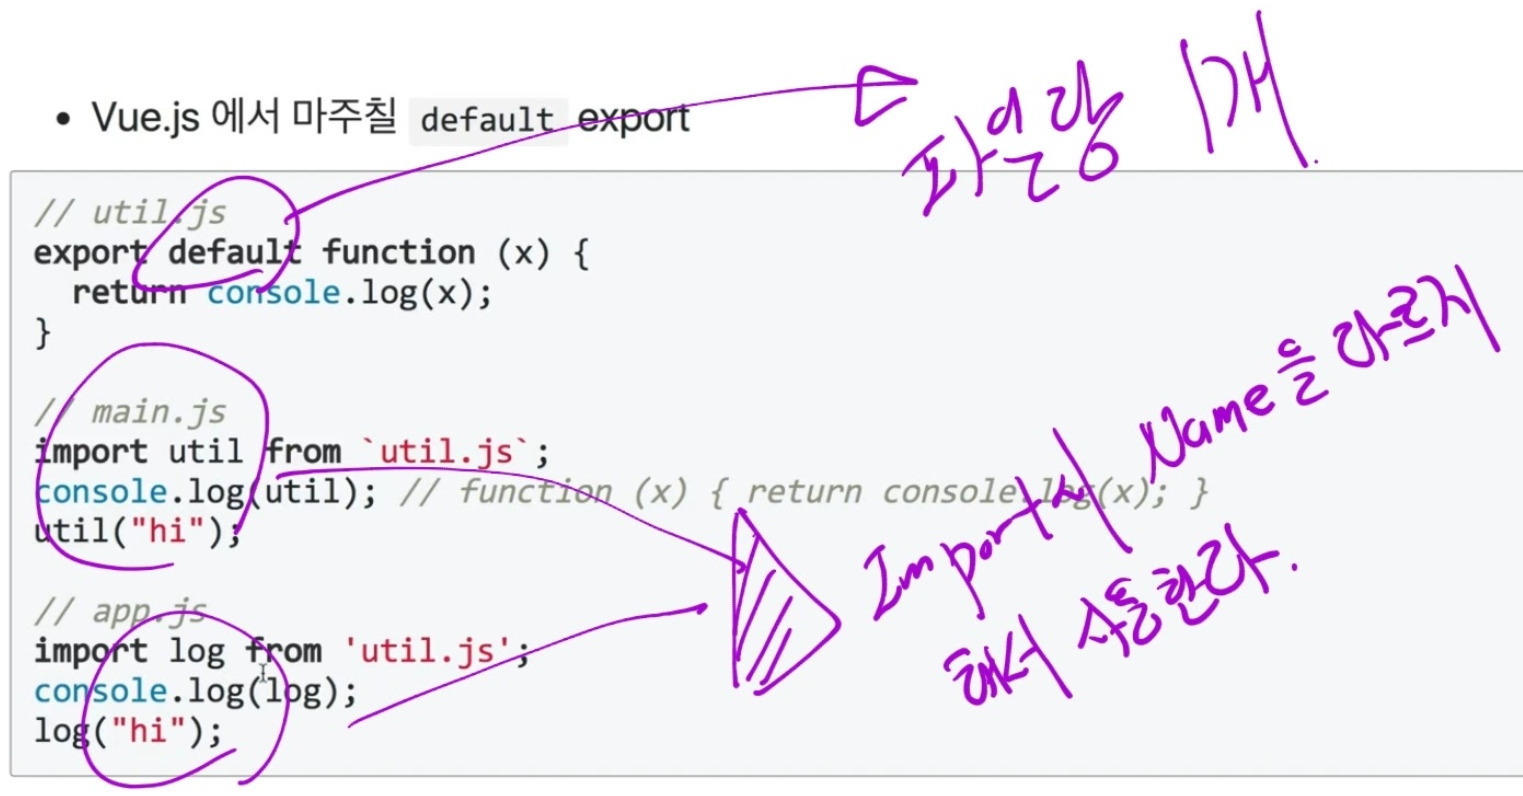 • Vue.js 에서 마주칠 default export
파일당 1개.
// util.js
export default function (x) {
  return console.log(x);
}
// main.js
import util from `util.js`;
console.log(util); // function (x) { return console.log(x); }
util("hi");
// app.js
import log from 'util.js';
console.log(log);
log("hi");
Import시 Name을 다르게
해서 사용한다.